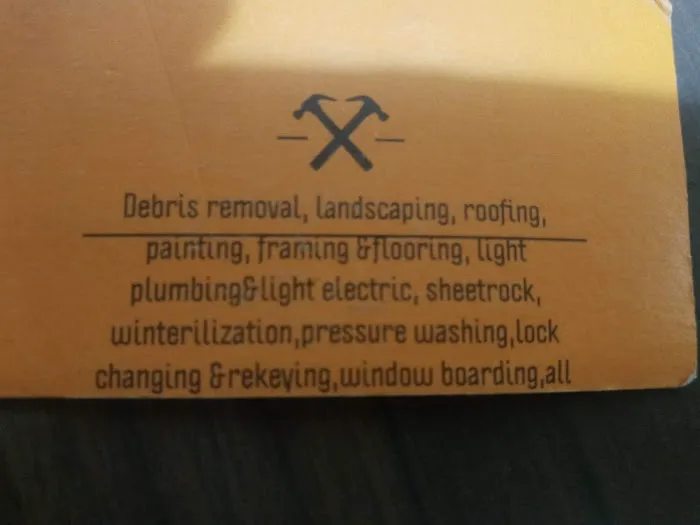 Debris removal, landscaping, roofing,
painting, framing &flooring, light
plumbing&light electric, sheetrock,
winterilization,pressure washing,lock
changing &rekeying,window boarding,all